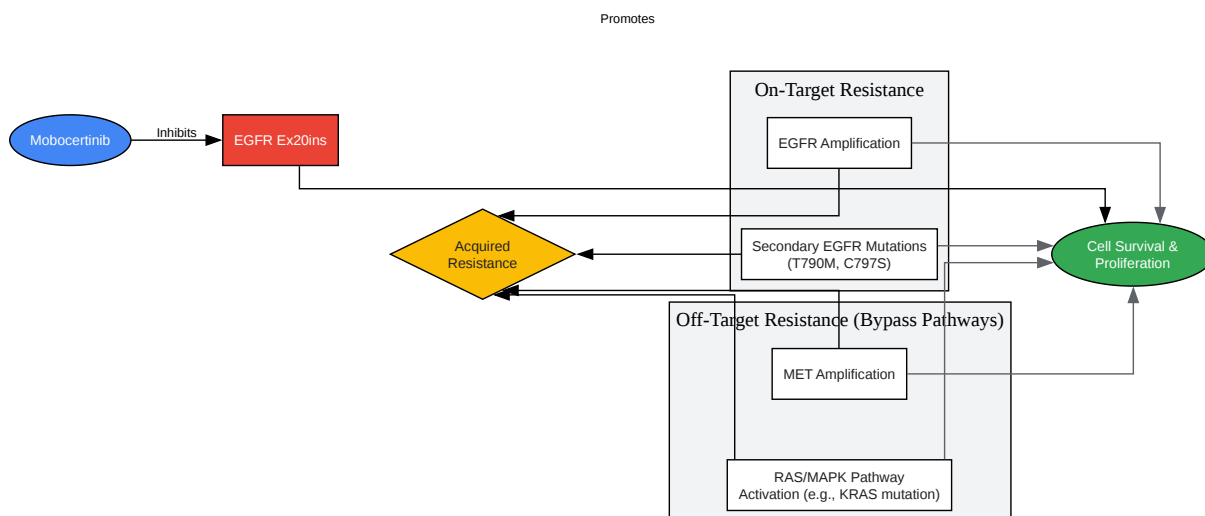 Promotes
On-Target Resistance
Mobocertinib
Inhibits
EGFR Ex20ins
EGFR Amplification
Acquired
Resistance
Secondary EGFR Mutations
(T790M, C797S)
Cell Survival &
Proliferation
Off-Target Resistance (Bypass Pathways)
MET Amplification
RAS/MAPK Pathway
Activation (e.g., KRAS mutation)